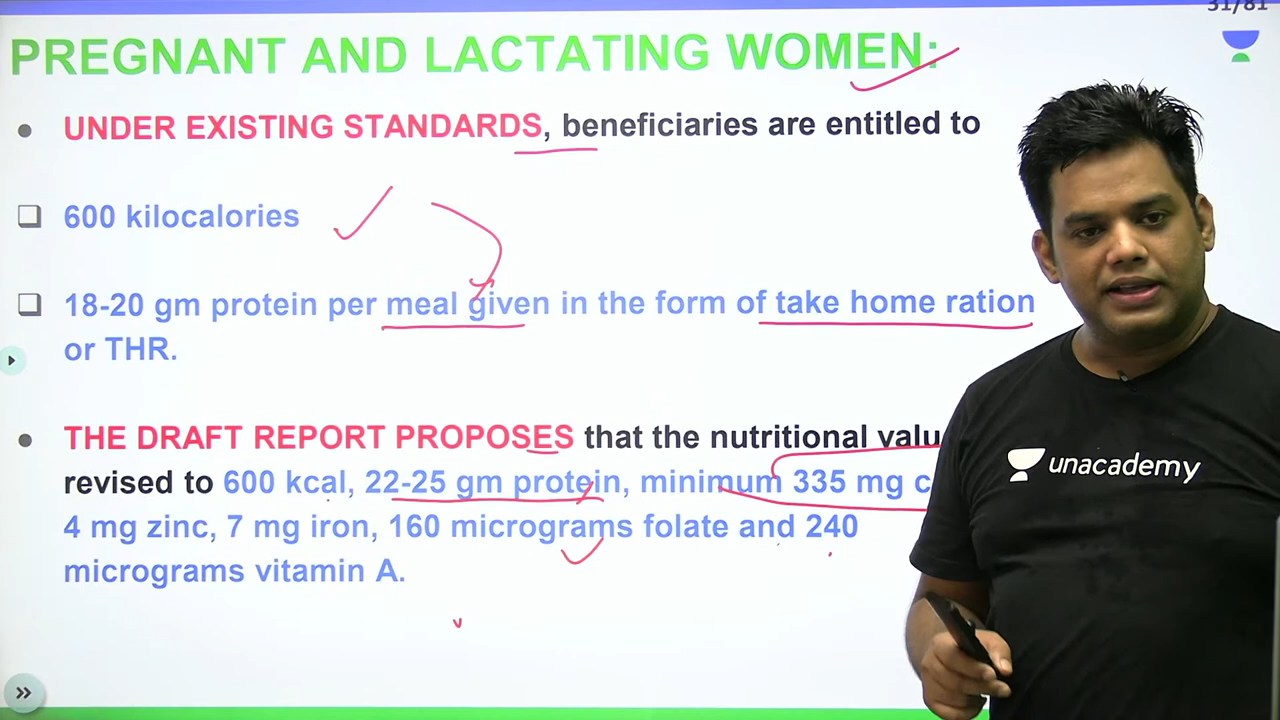 31/81
PREGNANT AND LACTATING WOMEN:
UNDER EXISTING STANDARDS, beneficiaries are entitled to
600 kilocalories
18-20 gm protein per meal given in the form of take home ration
or THR.
THE DRAFT REPORT PROPOSES that the nutritional
revised to 600 kcal, 22-25 gm protein, minimum 335 mg
4 mg zinc, 7 mg iron, 160 micrograms folate and 240
micrograms vitamin A.
unacademy